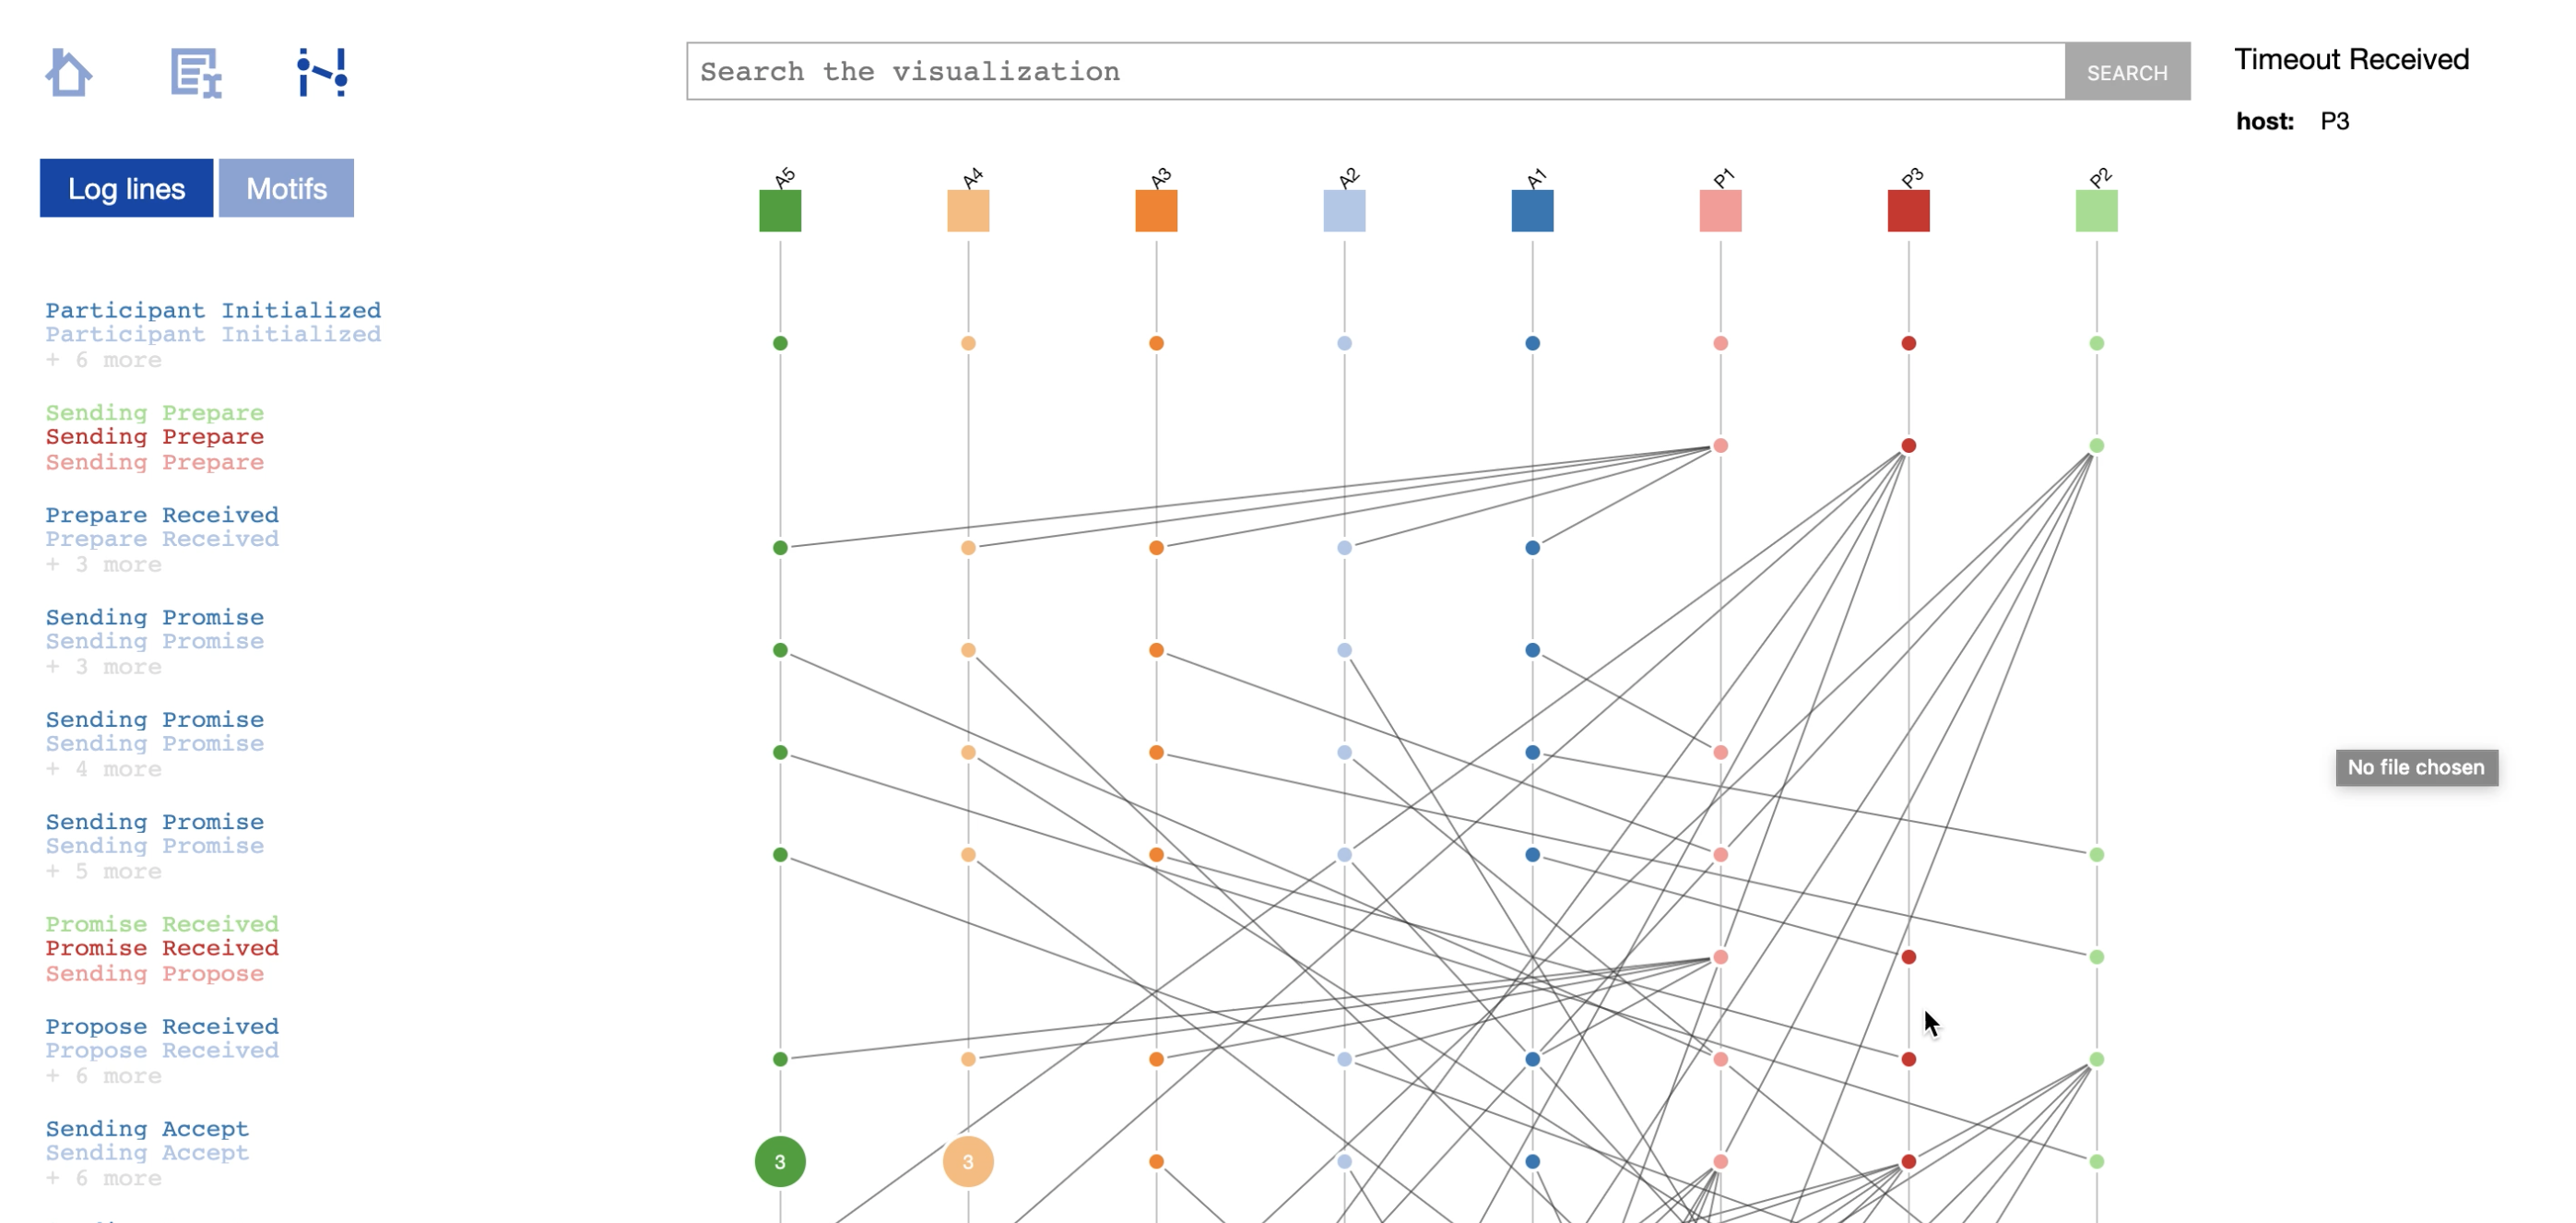 Search the visualization
SEARCH
Timeout Received
host: P3
Log lines
Motifs
A5
A4
A3
A2
A1
P1
P3
P2
Participant Initialized
Participant Initialized
+ 6 more
Sending Prepare
Sending Prepare
Sending Prepare
Prepare Received
Prepare Received
+ 3 more
Sending Promise
Sending Promise
+ 3 more
Sending Promise
Sending Promise
+ 4 more
No file chosen
Sending Promise
Sending Promise
+ 5 more
Promise Received
Promise Received
Sending Propose
Propose Received
Propose Received
+ 6 more
Sending Accept
Sending Accept
+ 6 more
3
3